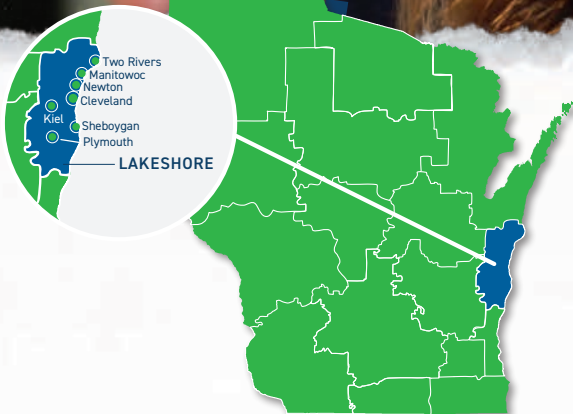 Two Rivers
Manitowoc
Newton
Cleveland
Kiel
Sheboygan
Plymouth
LAKESHORE